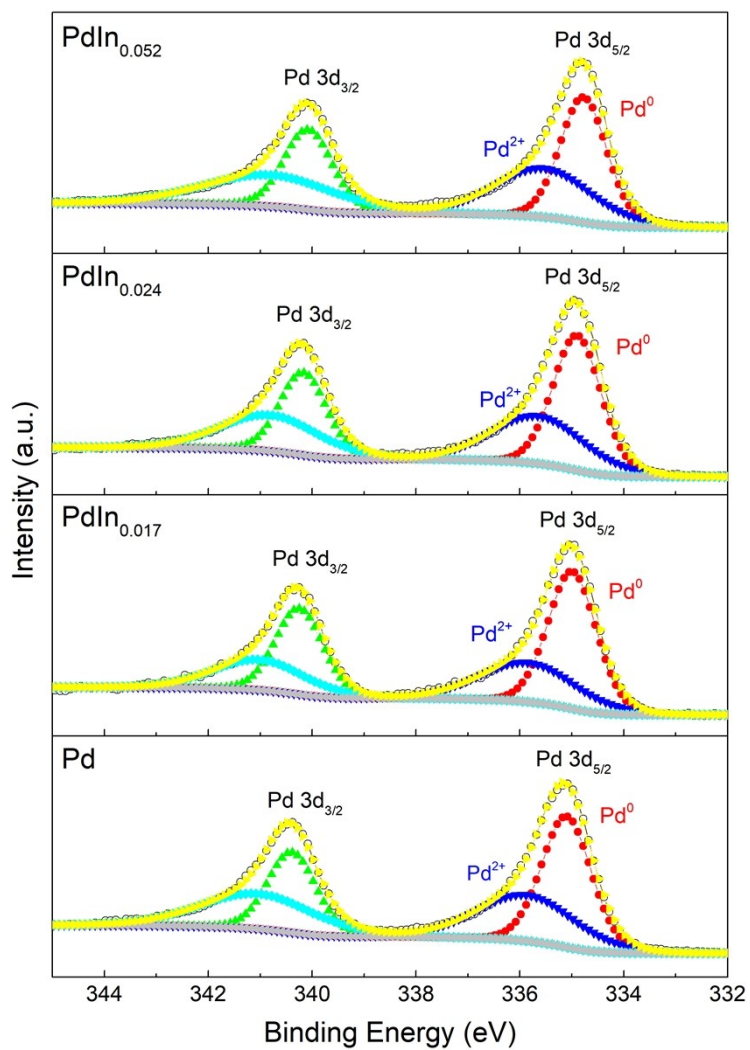 PdIn0.052
Pd 3d5/2
Pd 3d3/2
Pd0
Pd2+
PdIn0.024
Pd 3d5/2
Pd 3d3/2
Pd0
Pd2+
PdIn0.017
Pd 3d5/2
Pd 3d3/2
Pd0
Pd2+
Pd
Pd 3d5/2
Pd 3d3/2
Pd0
Pd2+
Intensity (a.u.)
344 342 340 338 336 334 332
Binding Energy (eV)